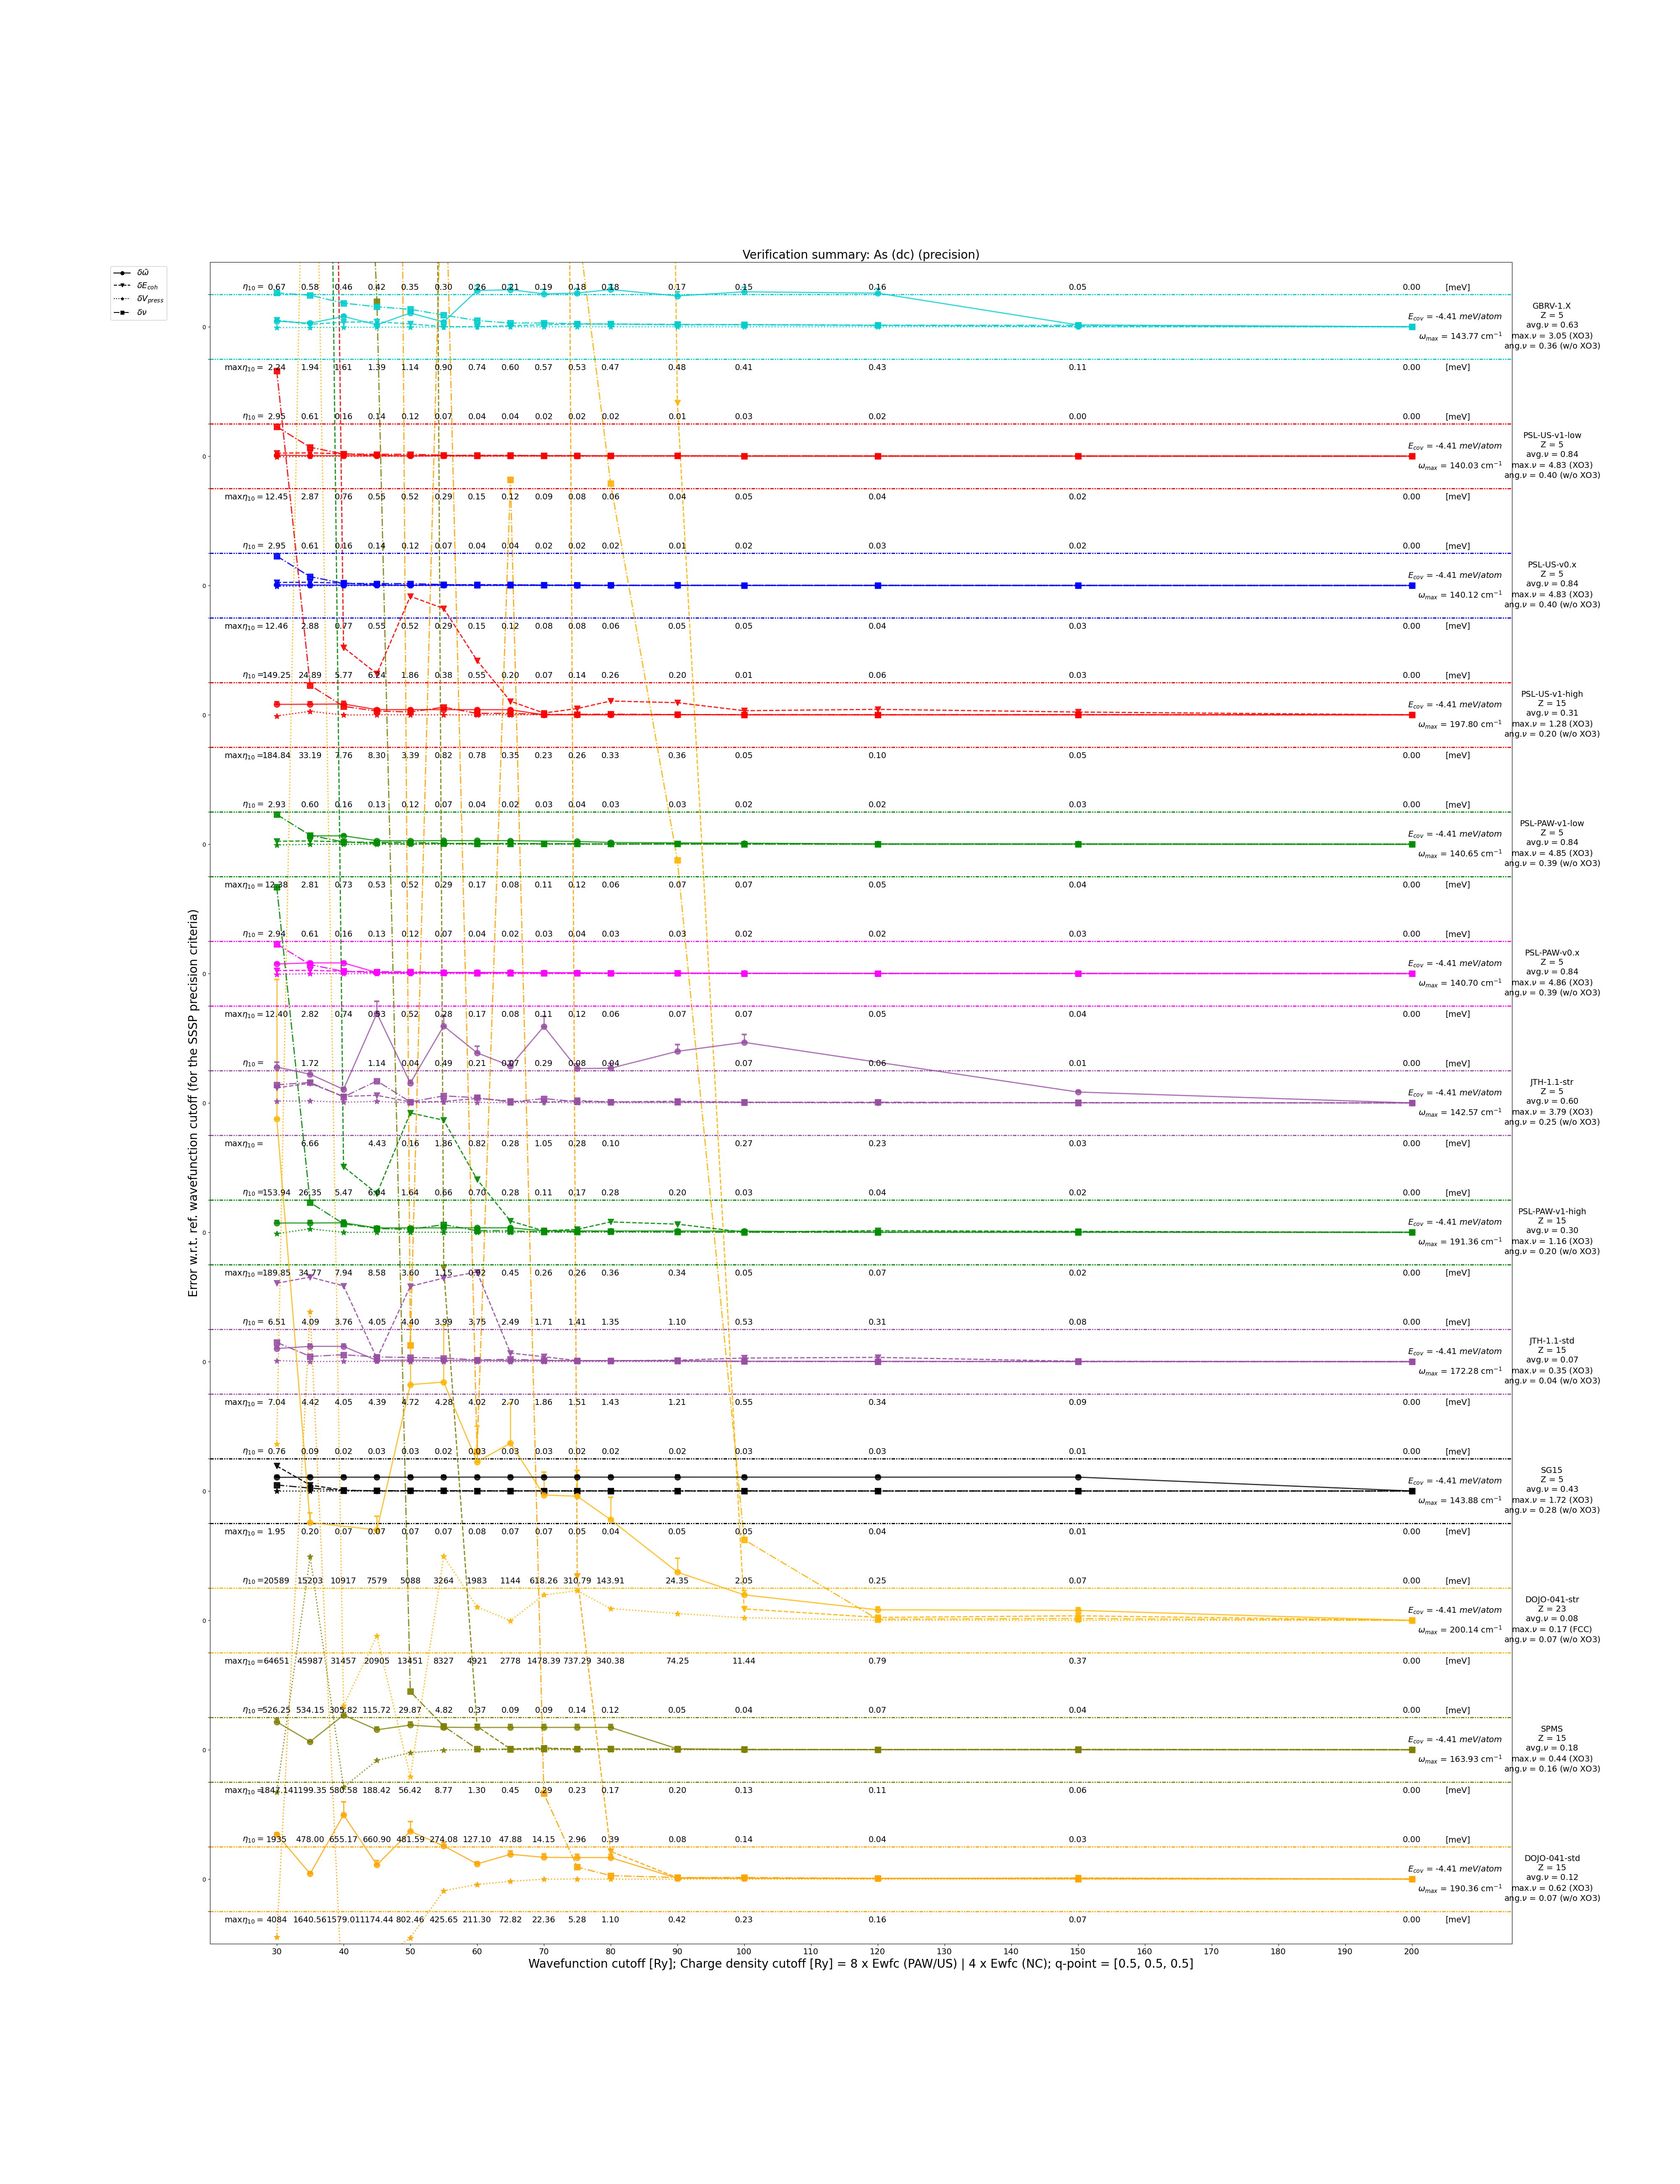 Verification summary: As (dc) (precision)
δω̄
δE_coh
δV_press
δν
η₁₀ = 0.67 0.58 0.46 0.42 0.35 0.30 0.26 0.21 0.19 0.18 0.18 0.17 0.15 0.16 0.05 0.00 [meV]
E_cov = -4.41 meV/atom
ω_max = 143.77 cm⁻¹
GBRV-1.X
Z = 5
avg.ν = 0.63
max.ν = 3.05 (XO3)
ang.ν = 0.36 (w/o XO3)
maxη₁₀ = 2.24 1.94 1.61 1.39 1.14 0.90 0.74 0.60 0.57 0.53 0.47 0.48 0.41 0.43 0.11 0.00 [meV]
η₁₀ = 2.95 0.61 0.16 0.14 0.12 0.07 0.04 0.04 0.02 0.02 0.02 0.01 0.03 0.02 0.00 0.00 [meV]
E_cov = -4.41 meV/atom
ω_max = 140.03 cm⁻¹
PSL-US-v1-low
Z = 5
avg.ν = 0.84
max.ν = 4.83 (XO3)
ang.ν = 0.40 (w/o XO3)
maxη₁₀ = 12.45 2.87 0.76 0.55 0.52 0.29 0.15 0.12 0.09 0.08 0.06 0.04 0.05 0.04 0.02 0.00 [meV]
η₁₀ = 2.95 0.61 0.16 0.14 0.12 0.07 0.04 0.04 0.02 0.02 0.02 0.01 0.02 0.03 0.02 0.00 [meV]
E_cov = -4.41 meV/atom
ω_max = 140.12 cm⁻¹
PSL-US-v0.x
Z = 5
avg.ν = 0.84
max.ν = 4.83 (XO3)
ang.ν = 0.40 (w/o XO3)
maxη₁₀ = 12.46 2.88 0.77 0.55 0.52 0.29 0.15 0.12 0.08 0.08 0.06 0.05 0.05 0.04 0.03 0.00 [meV]
η₁₀ =149.25 24.89 5.77 6.24 1.86 0.38 0.55 0.20 0.07 0.14 0.26 0.20 0.01 0.06 0.03 0.00 [meV]
E_cov = -4.41 meV/atom
ω_max = 197.80 cm⁻¹
PSL-US-v1-high
Z = 15
avg.ν = 0.31
max.ν = 1.28 (XO3)
ang.ν = 0.20 (w/o XO3)
maxη₁₀ =184.84 33.19 7.76 8.30 3.39 0.82 0.78 0.35 0.23 0.26 0.33 0.36 0.05 0.10 0.05 0.00 [meV]
η₁₀ = 2.93 0.60 0.16 0.13 0.12 0.07 0.04 0.02 0.03 0.04 0.03 0.03 0.02 0.02 0.03 0.00 [meV]
E_cov = -4.41 meV/atom
ω_max = 140.65 cm⁻¹
PSL-PAW-v1-low
Z = 5
avg.ν = 0.84
max.ν = 4.85 (XO3)
ang.ν = 0.39 (w/o XO3)
maxη₁₀ = 12.38 2.81 0.73 0.53 0.52 0.29 0.17 0.08 0.11 0.12 0.06 0.07 0.07 0.05 0.04 0.00 [meV]
η₁₀ = 2.94 0.61 0.16 0.13 0.12 0.07 0.04 0.02 0.03 0.04 0.03 0.03 0.02 0.02 0.03 0.00 [meV]
E_cov = -4.41 meV/atom
ω_max = 140.70 cm⁻¹
PSL-PAW-v0.x
Z = 5
avg.ν = 0.84
max.ν = 4.86 (XO3)
ang.ν = 0.39 (w/o XO3)
maxη₁₀ = 12.40 2.82 0.74 0.53 0.52 0.28 0.17 0.08 0.11 0.12 0.06 0.07 0.07 0.05 0.04 0.00 [meV]
η₁₀ = 1.72 1.14 0.04 0.49 0.21 0.07 0.29 0.08 0.04 0.07 0.06 0.01 0.00 [meV]
E_cov = -4.41 meV/atom
ω_max = 142.57 cm⁻¹
JTH-1.1-str
Z = 5
avg.ν = 0.60
max.ν = 3.79 (XO3)
ang.ν = 0.25 (w/o XO3)
maxη₁₀ = 6.66 4.43 0.16 1.86 0.82 0.28 1.05 0.28 0.10 0.27 0.23 0.03 0.00 [meV]
η₁₀ =153.94 26.35 5.47 6.04 1.64 0.66 0.70 0.28 0.11 0.17 0.28 0.20 0.03 0.04 0.02 0.00 [meV]
E_cov = -4.41 meV/atom
ω_max = 191.36 cm⁻¹
PSL-PAW-v1-high
Z = 15
avg.ν = 0.30
max.ν = 1.16 (XO3)
ang.ν = 0.20 (w/o XO3)
maxη₁₀ =189.85 34.77 7.94 8.58 3.60 1.15 0.92 0.45 0.26 0.26 0.36 0.34 0.05 0.07 0.02 0.00 [meV]
η₁₀ = 6.51 4.09 3.76 4.05 4.40 3.99 3.75 2.49 1.71 1.41 1.35 1.10 0.53 0.31 0.08 0.00 [meV]
E_cov = -4.41 meV/atom
ω_max = 172.28 cm⁻¹
JTH-1.1-std
Z = 15
avg.ν = 0.07
max.ν = 0.35 (XO3)
ang.ν = 0.04 (w/o XO3)
maxη₁₀ = 7.04 4.42 4.05 4.39 4.72 4.28 4.02 2.70 1.86 1.51 1.43 1.21 0.55 0.34 0.09 0.00 [meV]
η₁₀ = 0.76 0.09 0.02 0.03 0.03 0.02 0.03 0.03 0.03 0.02 0.02 0.02 0.03 0.03 0.01 0.00 [meV]
E_cov = -4.41 meV/atom
ω_max = 143.88 cm⁻¹
SG15
Z = 5
avg.ν = 0.43
max.ν = 1.72 (XO3)
ang.ν = 0.28 (w/o XO3)
maxη₁₀ = 1.95 0.20 0.07 0.07 0.07 0.07 0.08 0.07 0.07 0.05 0.04 0.05 0.05 0.04 0.01 0.00 [meV]
η₁₀ =20589 15203 10917 7579 5088 3264 1983 1144 618.26 310.79 143.91 24.35 2.05 0.25 0.07 0.00 [meV]
E_cov = -4.41 meV/atom
ω_max = 200.14 cm⁻¹
DOJO-041-str
Z = 23
avg.ν = 0.08
max.ν = 0.17 (FCC)
ang.ν = 0.07 (w/o XO3)
maxη₁₀ =64651 45987 31457 20905 13451 8327 4921 2778 1478.39 737.29 340.38 74.25 11.44 0.79 0.37 0.00 [meV]
η₁₀ =526.25 534.15 305.82 115.72 29.87 4.82 0.37 0.09 0.09 0.14 0.12 0.05 0.04 0.07 0.04 0.00 [meV]
E_cov = -4.41 meV/atom
ω_max = 163.93 cm⁻¹
SPMS
Z = 15
avg.ν = 0.18
max.ν = 0.44 (XO3)
ang.ν = 0.16 (w/o XO3)
maxη₁₀ =1847.141199.35 580.58 188.42 56.42 8.77 1.30 0.45 0.29 0.23 0.17 0.20 0.13 0.11 0.06 0.00 [meV]
η₁₀ = 1935 478.00 655.17 660.90 481.59 274.08 127.10 47.88 14.15 2.96 0.39 0.08 0.14 0.04 0.03 0.00 [meV]
E_cov = -4.41 meV/atom
ω_max = 190.36 cm⁻¹
DOJO-041-std
Z = 15
avg.ν = 0.12
max.ν = 0.62 (XO3)
ang.ν = 0.07 (w/o XO3)
maxη₁₀ = 4084 1640.561579.011174.44 802.46 425.65 211.30 72.82 22.36 5.28 1.10 0.42 0.23 0.16 0.07 0.00 [meV]
0
0
0
0
0
0
0
0
0
0
0
0
0
30 40 50 60 70 80 90 100 110 120 130 140 150 160 170 180 190 200
Wavefunction cutoff [Ry]; Charge density cutoff [Ry] = 8 x Ewfc (PAW/US) | 4 x Ewfc (NC); q-point = [0.5, 0.5, 0.5]
Error w.r.t. ref. wavefunction cutoff (for the SSSP precision criteria)